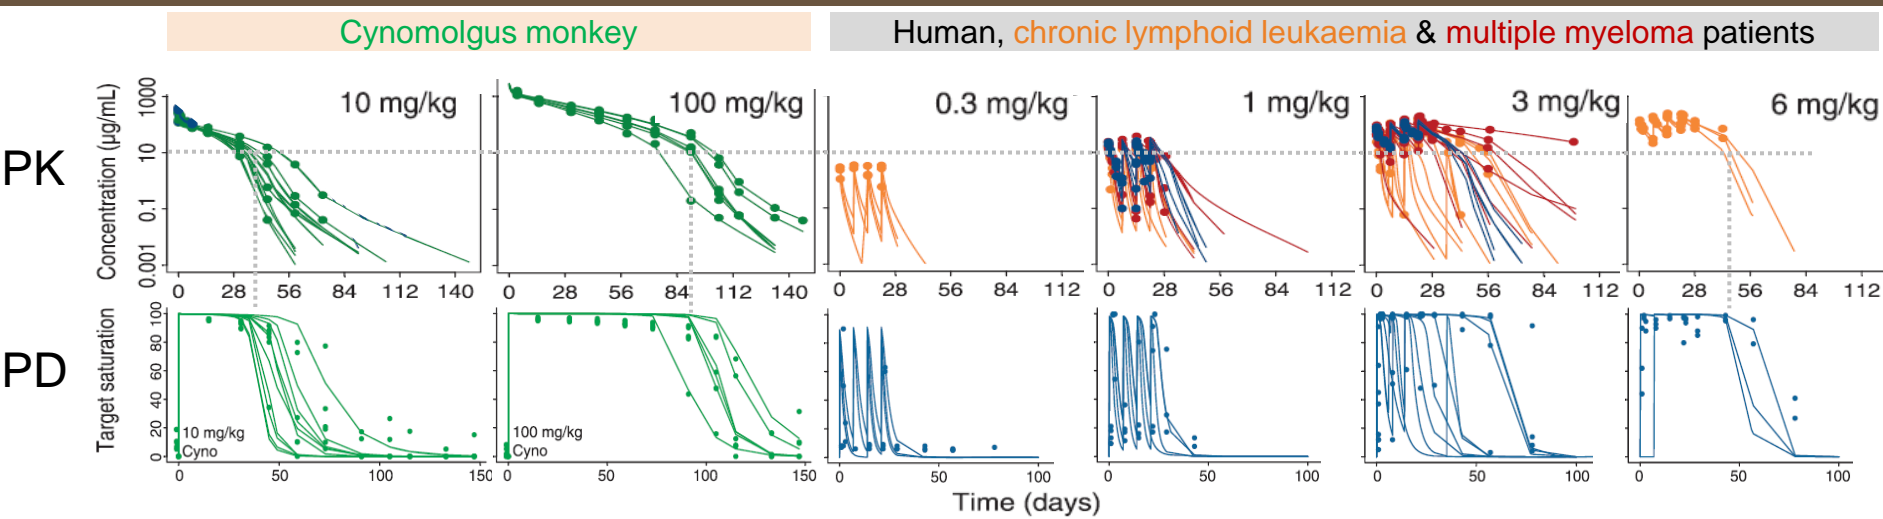 Cynomolgus monkey
Human, chronic lymphoid leukaemia & multiple myeloma patients
PK
Concentration (µg/mL)
1000
10
0.1
0.001
10 mg/kg
100 mg/kg
0.3 mg/kg
1 mg/kg
3 mg/kg
6 mg/kg
0 28 56 84 112 140
0 28 56 84 112 140
0 28 56 84 112
0 28 56 84 112
0 28 56 84 112
0 28 56 84 112
PD
Target saturation
100
80
60
40
20
0
10 mg/kg
Cyno
100 mg/kg
Cyno
0 50 100 150
0 50 100 150
0 50 100
0 50 100
0 50 100
0 50 100
Time (days)